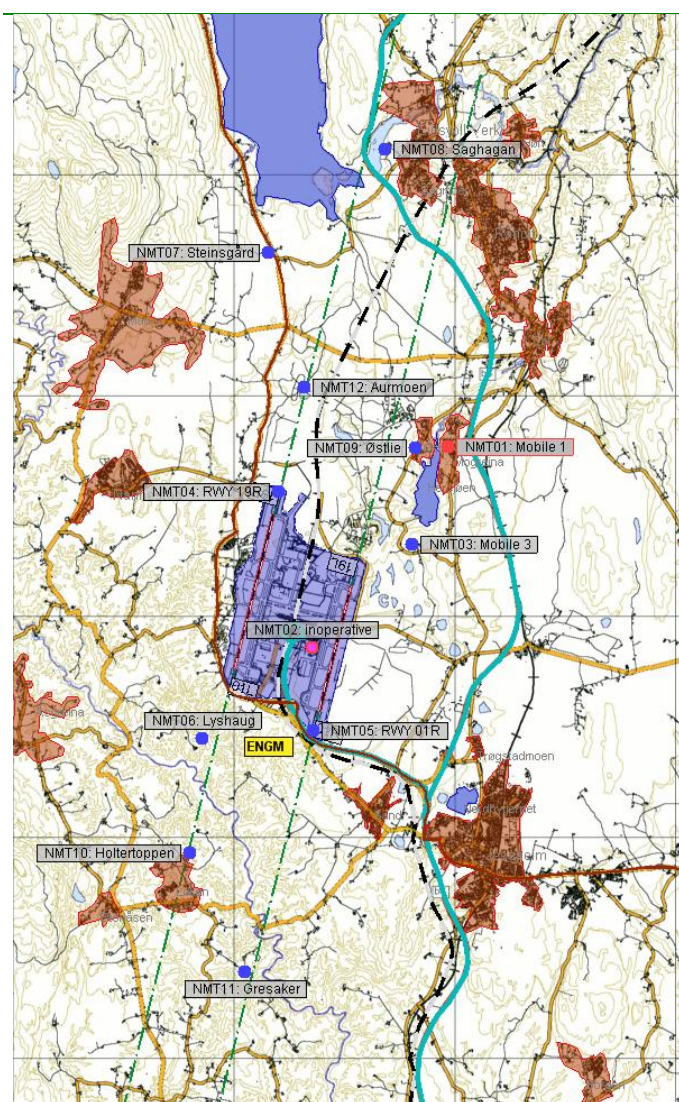 NMT08: Saghagan
NMT07: Steinsgård
NMT12: Aurmoen
NMT09: Østlie
NMT01: Mobile 1
NMT04: RWY 19R
NMT03: Mobile 3
19L
NMT02: inoperative
NMT06: Lyshaug
NMT05: RWY 01R
ENGM
NMT10: Holtertoppen
NMT11: Gresaker